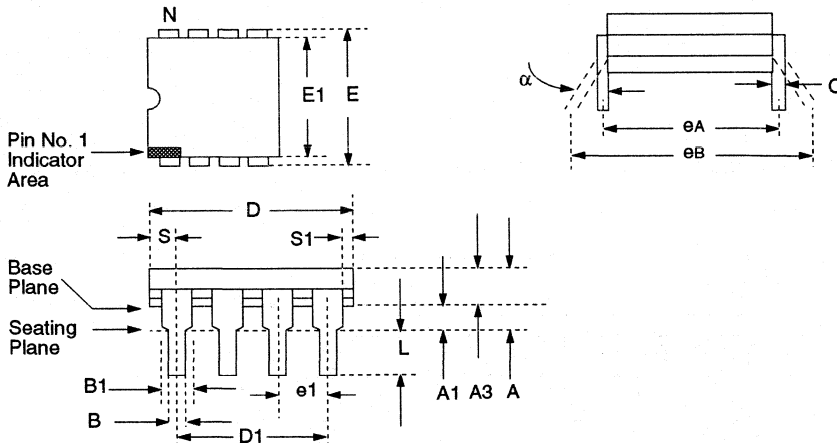 N
E1
E
Pin No. 1
Indicator
Area
α
C
eA
eB
D
S
S1
Base
Plane
Seating
Plane
L
A1
A3
A
B1
e1
B
D1